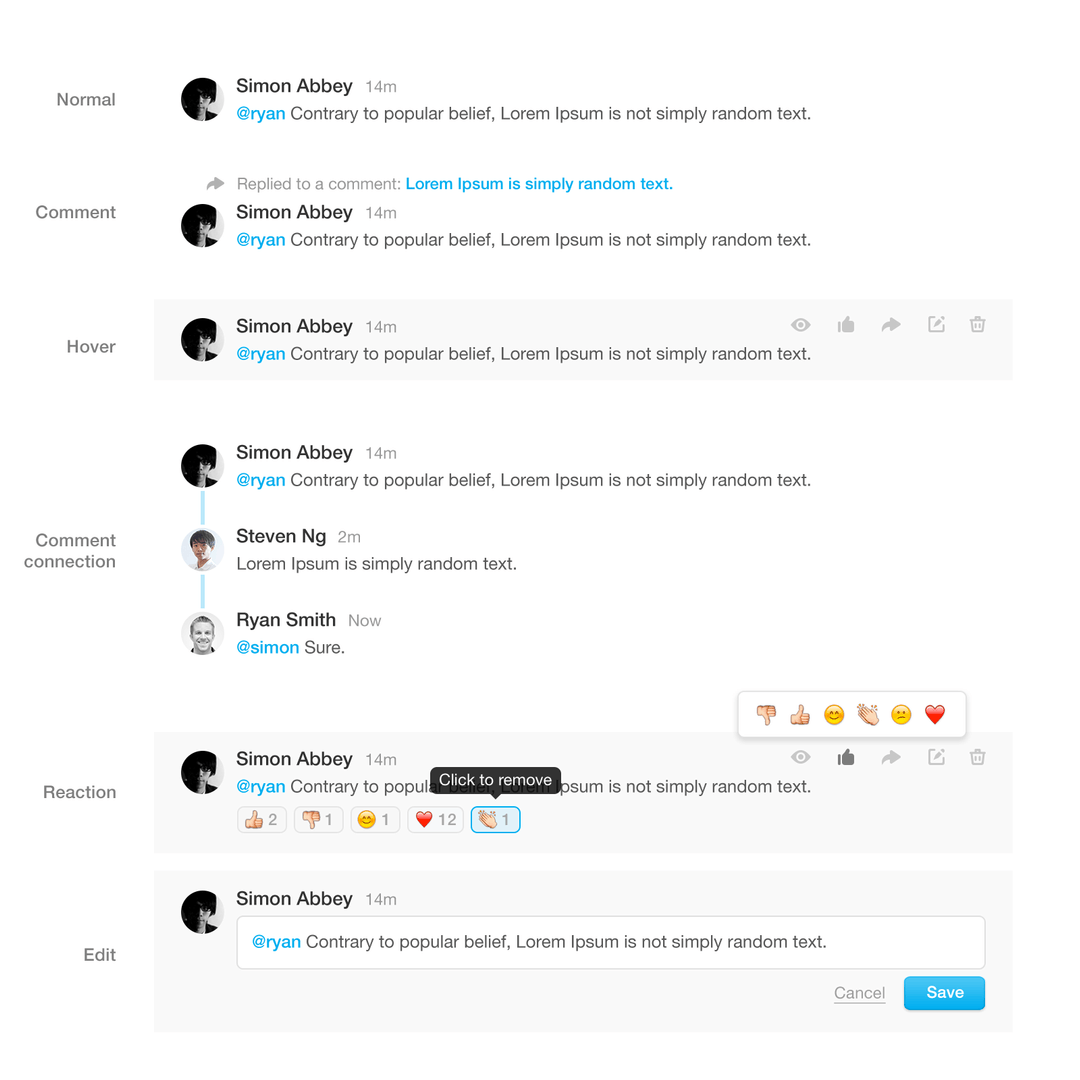 Normal
Simon Abbey 14m
@ryan Contrary to popular belief, Lorem Ipsum is not simply random text.
Replied to a comment: Lorem Ipsum is simply random text.
Comment
Simon Abbey 14m
@ryan Contrary to popular belief, Lorem Ipsum is not simply random text.
Hover
Simon Abbey 14m
@ryan Contrary to popular belief, Lorem Ipsum is not simply random text.
Comment
connection
Simon Abbey 14m
@ryan Contrary to popular belief, Lorem Ipsum is not simply random text.
Steven Ng 2m
Lorem Ipsum is simply random text.
Ryan Smith Now
@simon Sure.
Reaction
Simon Abbey 14m
Click to remove
@ryan Contrary to popular belief, Lorem Ipsum is not simply random text.
2 1 1 12 1
Edit
Simon Abbey 14m
@ryan Contrary to popular belief, Lorem Ipsum is not simply random text.
Cancel Save